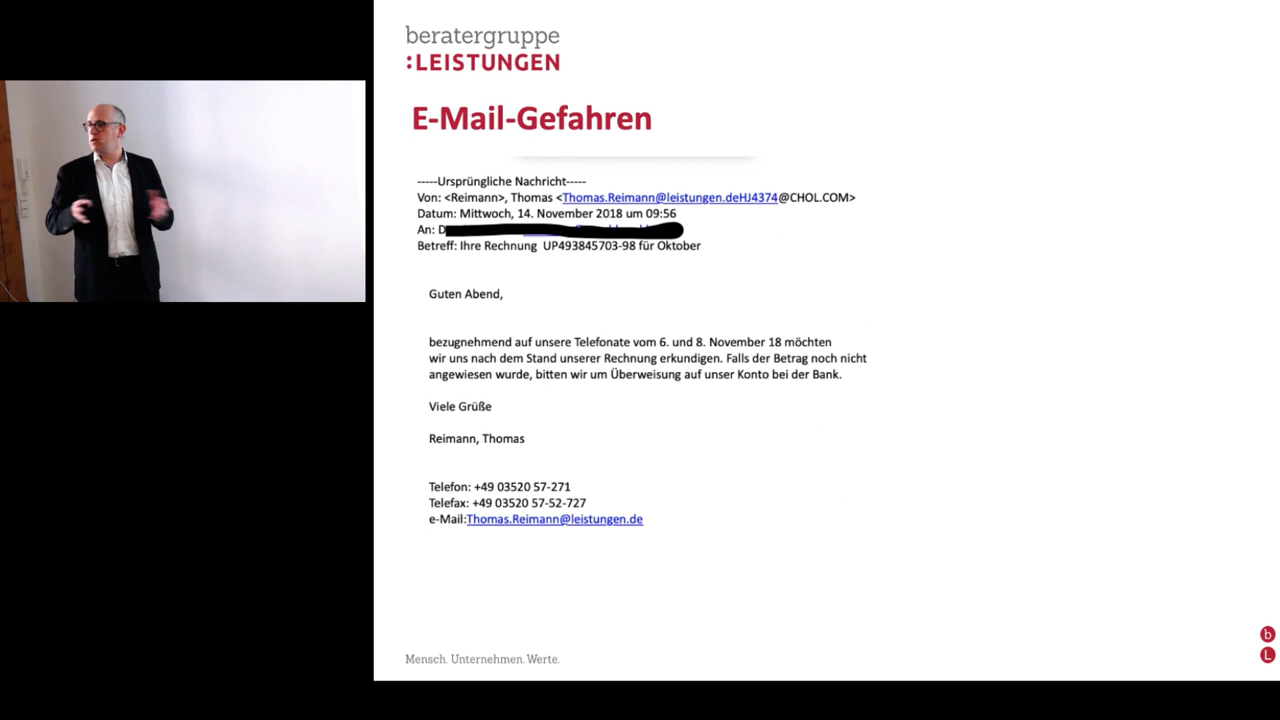 beratergruppe
:LEISTUNGEN
E-Mail-Gefahren
-----Ursprüngliche Nachricht-----
Von: <Reimann>, Thomas <Thomas.Reimann@leistungen.deHJ4374@CHOL.COM>
Datum: Mittwoch, 14. November 2018 um 09:56
An: D
Betreff: Ihre Rechnung  UP493845703-98 für Oktober
Guten Abend,
bezugnehmend auf unsere Telefonate vom 6. und 8. November 18 möchten
wir uns nach dem Stand unserer Rechnung erkundigen. Falls der Betrag noch nicht
angewiesen wurde, bitten wir um Überweisung auf unser Konto bei der Bank.
Viele Grüße
Reimann, Thomas
Telefon: +49 03520 57-271
Telefax: +49 03520 57-52-727
e-Mail:Thomas.Reimann@leistungen.de
b
L
Mensch. Unternehmen. Werte.